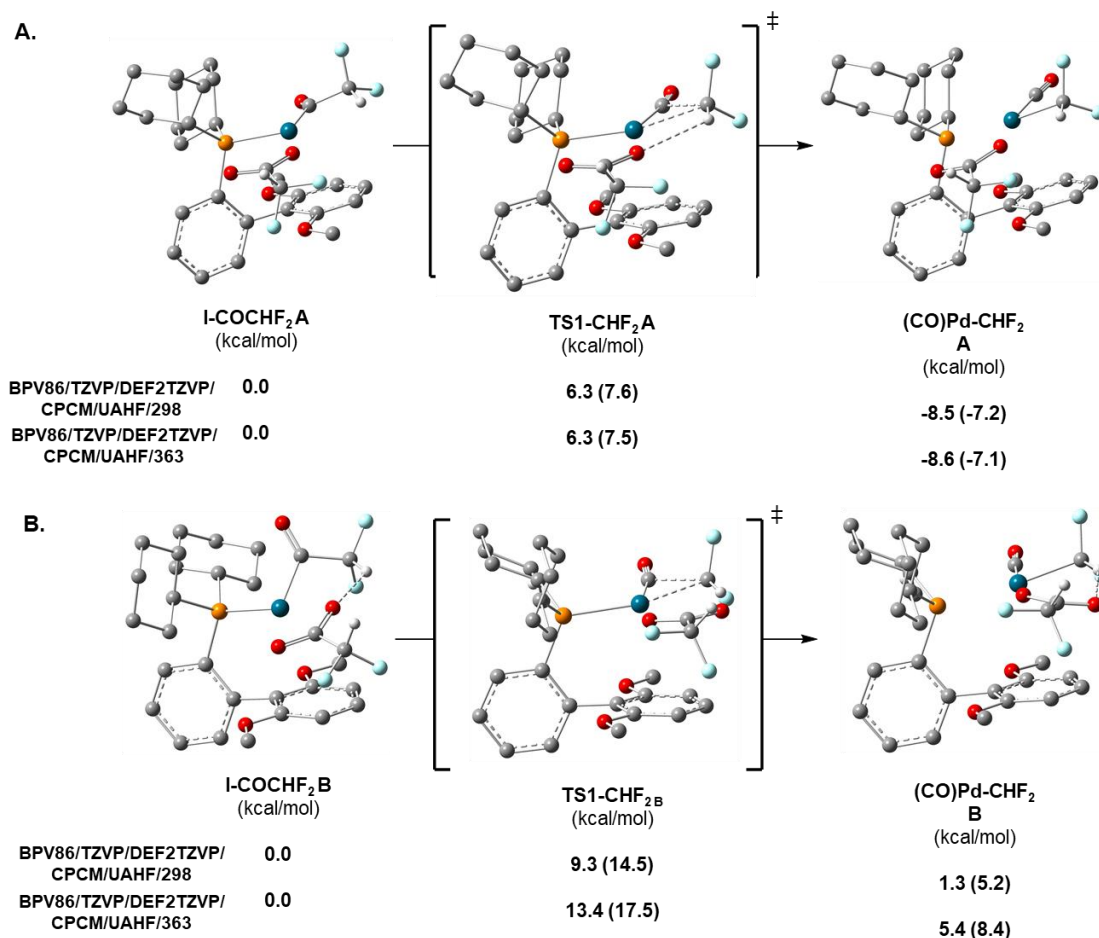 A.
‡
I-COCHF₂A
(kcal/mol)
TS1-CHF₂A
(kcal/mol)
(CO)Pd-CHF₂
A
(kcal/mol)
BPV86/TZVP/DEF2TZVP/
CPCM/UAHF/298
0.0
6.3 (7.6)
-8.5 (-7.2)
BPV86/TZVP/DEF2TZVP/
CPCM/UAHF/363
0.0
6.3 (7.5)
-8.6 (-7.1)
B.
‡
I-COCHF₂B
(kcal/mol)
TS1-CHF₂B
(kcal/mol)
(CO)Pd-CHF₂
B
(kcal/mol)
BPV86/TZVP/DEF2TZVP/
CPCM/UAHF/298
0.0
9.3 (14.5)
1.3 (5.2)
BPV86/TZVP/DEF2TZVP/
CPCM/UAHF/363
0.0
13.4 (17.5)
5.4 (8.4)